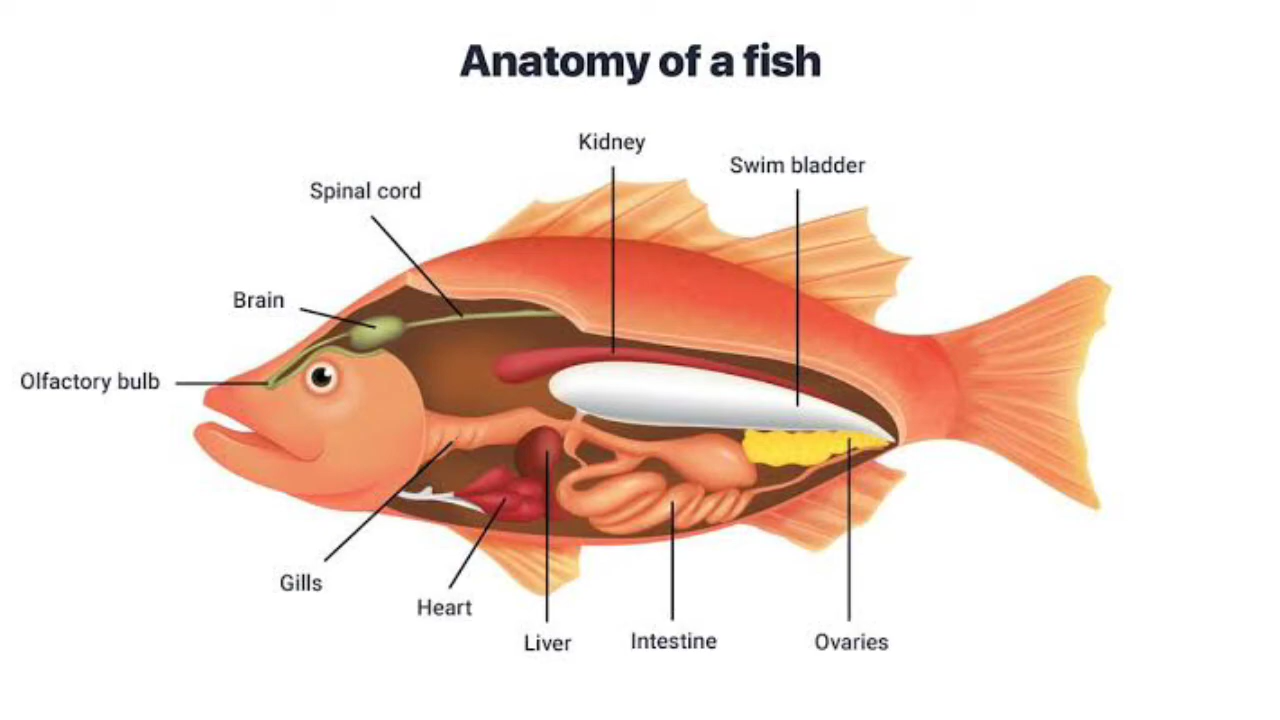 Anatomy of a fish
Kidney
Swim bladder
Spinal cord
Brain
Olfactory bulb
Gills
Heart
Liver
Intestine
Ovaries